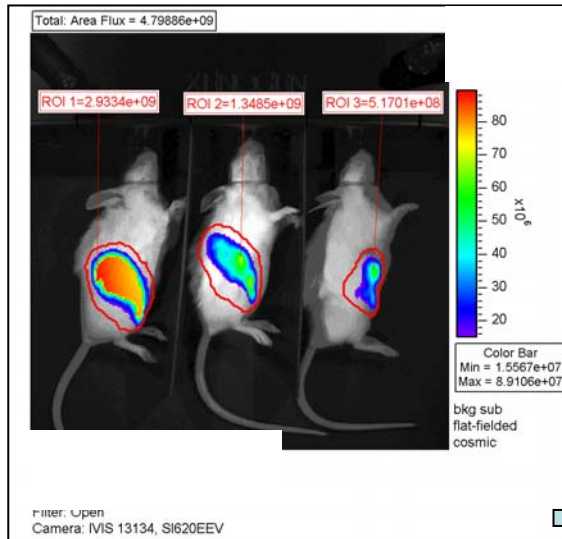 Total: Area Flux = 4.79886e+09
ROI 1=2.9334e+09
ROI 2=1.3485e+09
ROI 3=5.1701e+08
80
70
60
50
40
30
20
x10^6
Color Bar
Min = 1.5567e+07
Max = 8.9106e+07
bkg sub
flat-fielded
cosmic
Filter: Open
Camera: IVIS 13134, SI620EEV